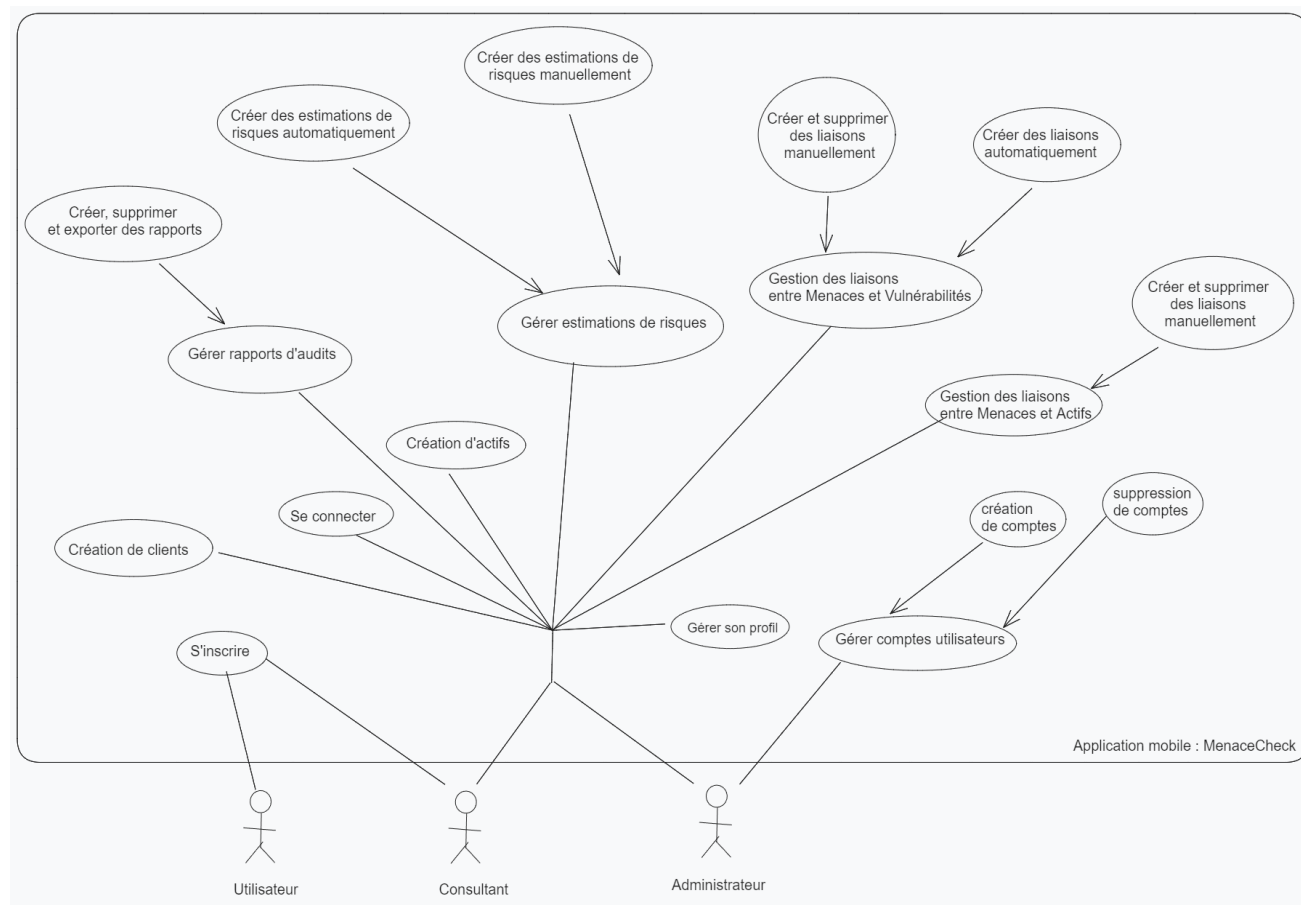 Créer des estimations de
risques manuellement
Créer des estimations de
risques automatiquement
Créer et supprimer
des liaisons
manuellement
Créer des liaisons
automatiquement
Créer, supprimer
et exporter des rapports
Gestion des liaisons
entre Menaces et Vulnérabilités
Créer et supprimer
des liaisons
manuellement
Gérer estimations de risques
Gérer rapports d'audits
Gestion des liaisons
entre Menaces et Actifs
Création d'actifs
Se connecter
création
de comptes
suppression
de comptes
Création de clients
Gérer son profil
Gérer comptes utilisateurs
S'inscrire
Application mobile : MenaceCheck
Utilisateur
Consultant
Administrateur